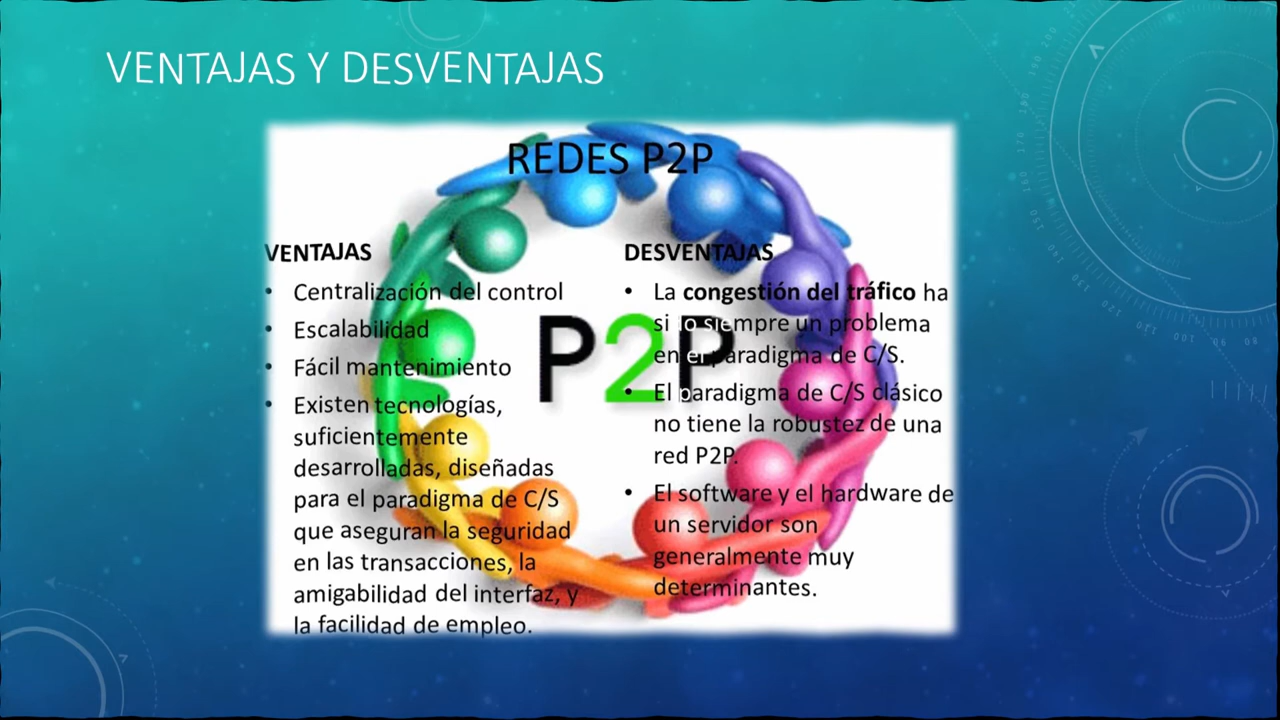 VENTAJAS Y DESVENTAJAS
REDES P2P
VENTAJAS
• Centralización del control
• Escalabilidad
• Fácil mantenimiento
• Existen tecnologías,
suficientemente
desarrolladas, diseñadas
para el paradigma de C/S
que aseguran la seguridad
en las transacciones, la
amigabilidad del interfaz, y
la facilidad de empleo.
P2P
DESVENTAJAS
• La congestión del tráfico ha
sido siempre un problema
en el paradigma de C/S.
• El paradigma de C/S clásico
no tiene la robustez de una
red P2P.
• El software y el hardware de
un servidor son
generalmente muy
determinantes.